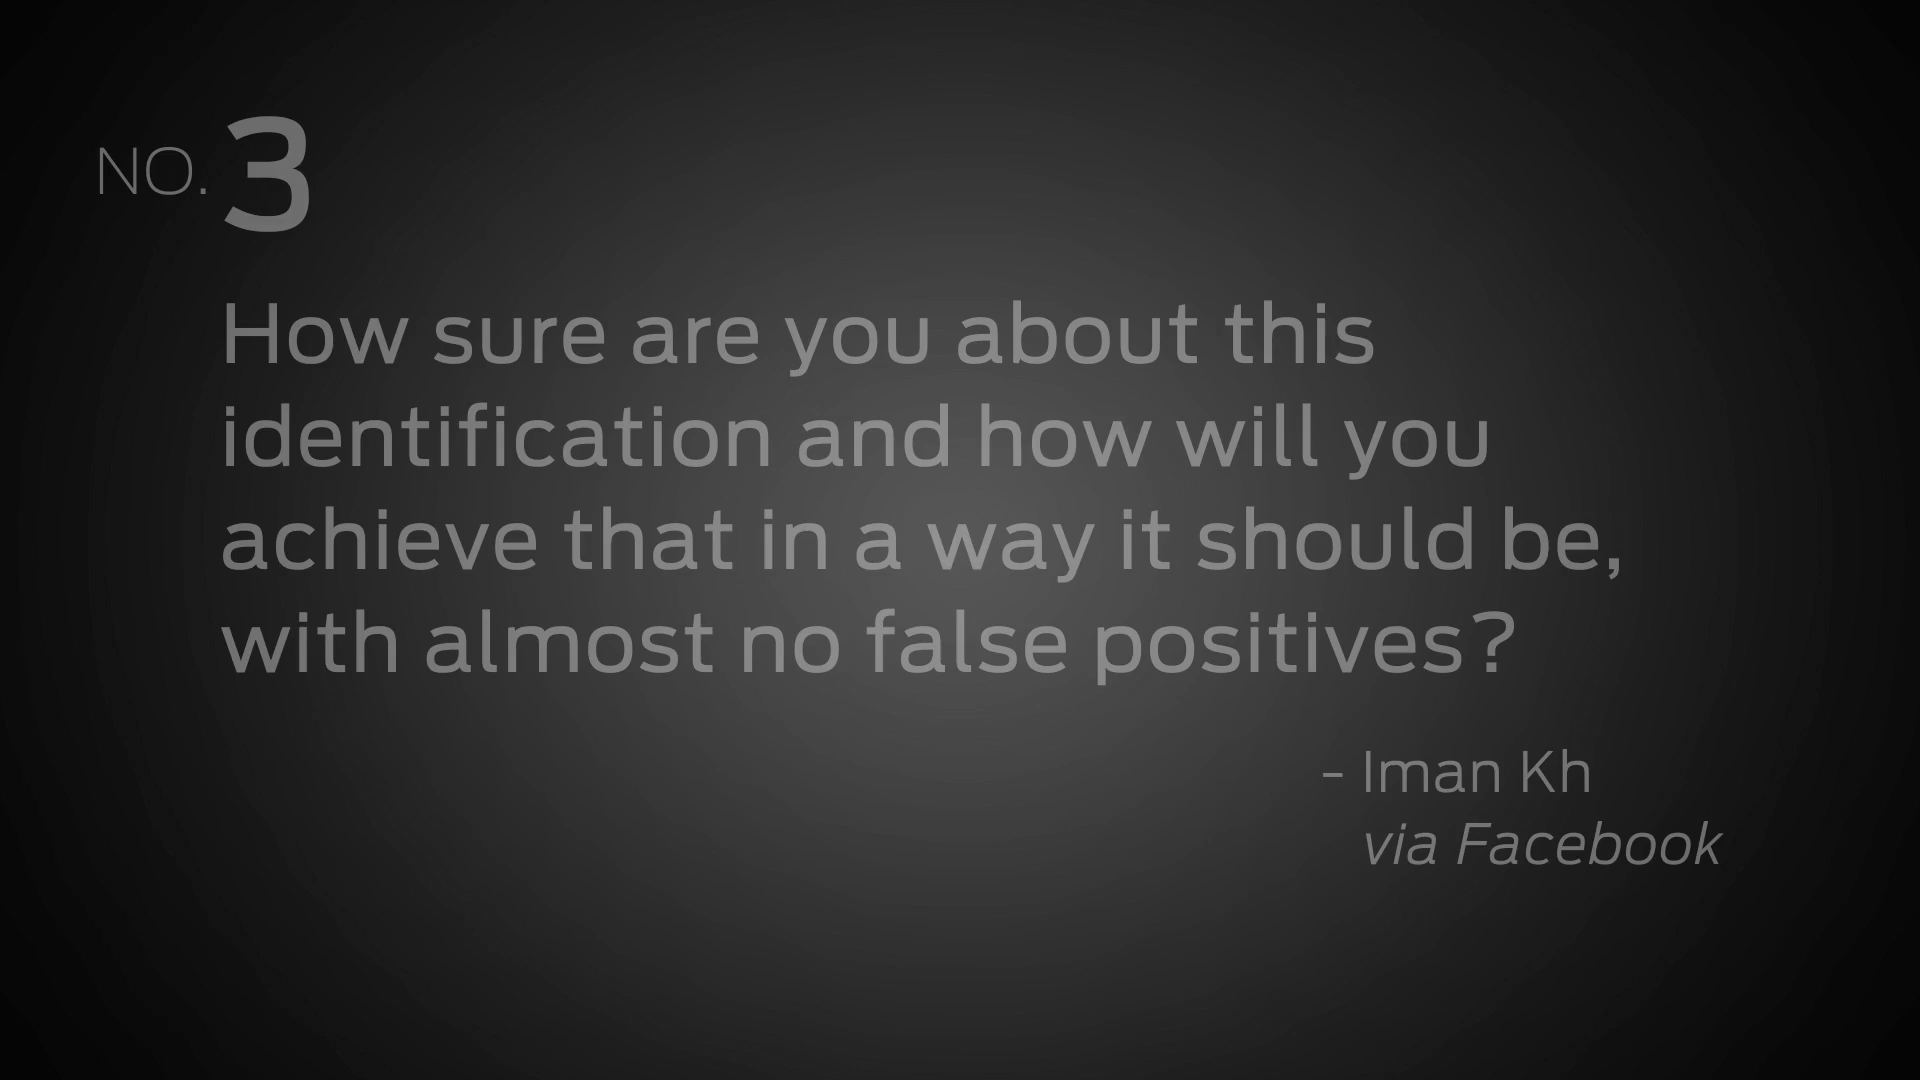 NO. 3
How sure are you about this
identification and how will you
achieve that in a way it should be,
with almost no false positives?
- Iman Kh
via Facebook